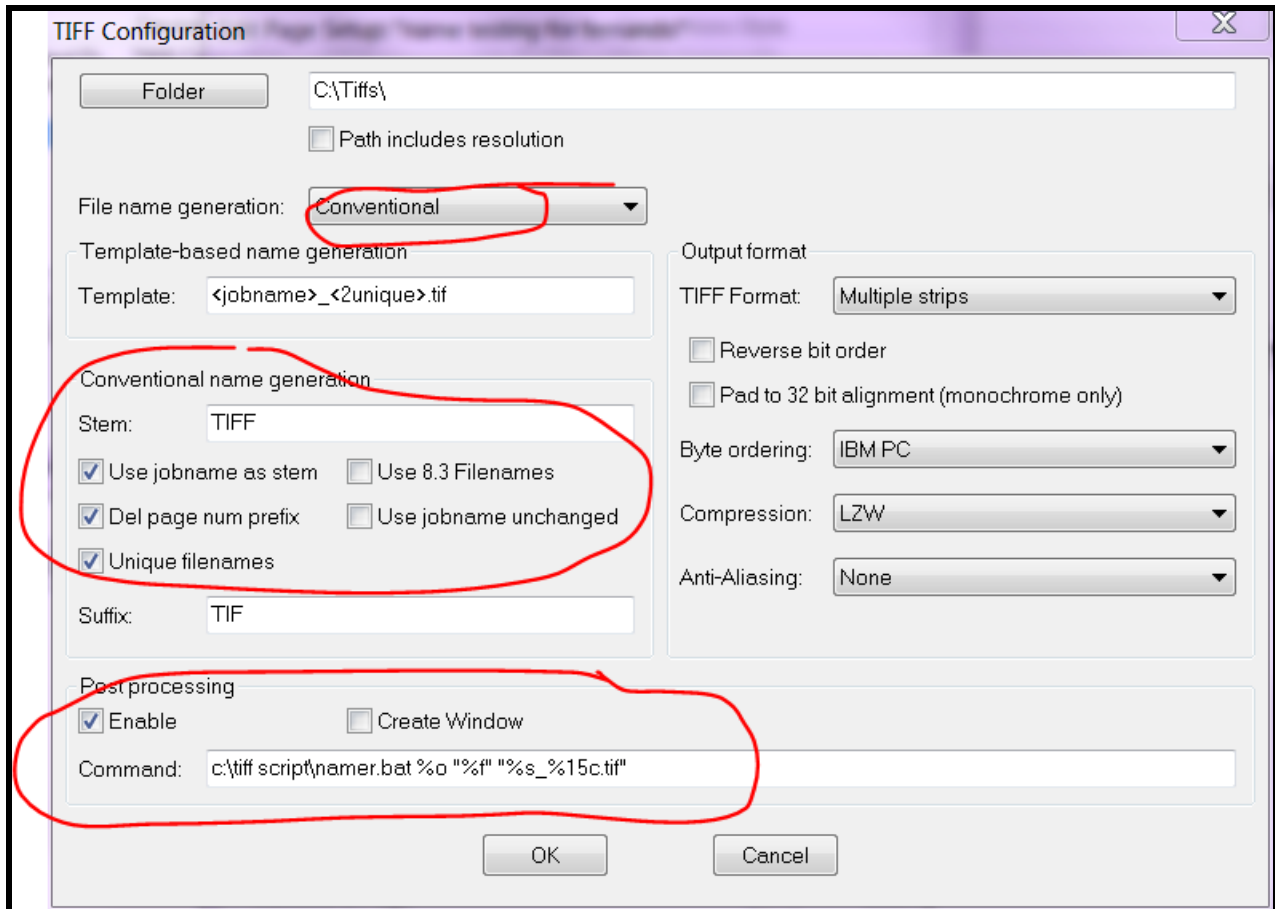 TIFF Configuration
Folder C:\Tiffs\
Path includes resolution
File name generation: Conventional
Template-based name generation
Template: <jobname>_<2unique>.tif
Conventional name generation
Stem: TIFF
Use jobname as stem Use 8.3 Filenames
Del page num prefix Use jobname unchanged
Unique filenames
Suffix: TIF
Output format
TIFF Format: Multiple strips
Reverse bit order
Pad to 32 bit alignment (monochrome only)
Byte ordering: IBM PC
Compression: LZW
Anti-Aliasing: None
Post processing
Enable Create Window
Command: c:\tiff script\namer.bat %o "%f" "%s_%15c.tif"
OK Cancel